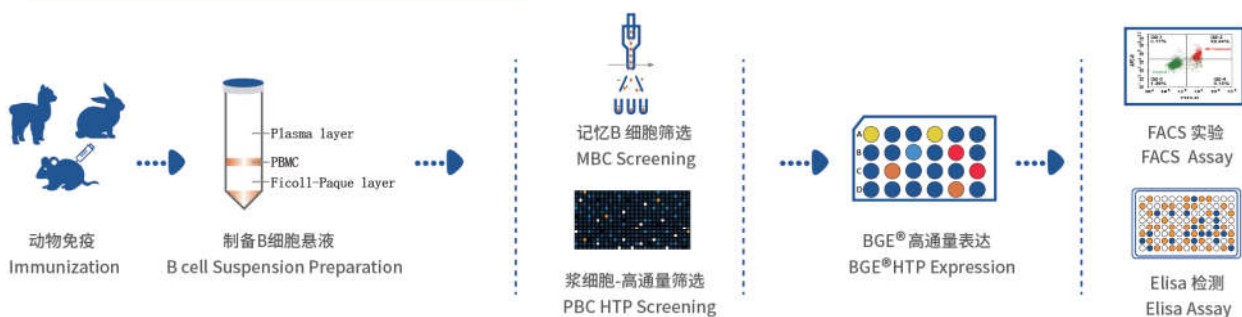 动物免疫
Immunization
Plasma layer
PBMC
Ficoll-Paque layer
制备B细胞悬液
B cell Suspension Preparation
记忆B 细胞筛选
MBC Screening
浆细胞-高通量筛选
PBC HTP Screening
A
B
C
D
BGE®高通量表达
BGE®HTP Expression
FACS 实验
FACS Assay
Elisa 检测
Elisa Assay